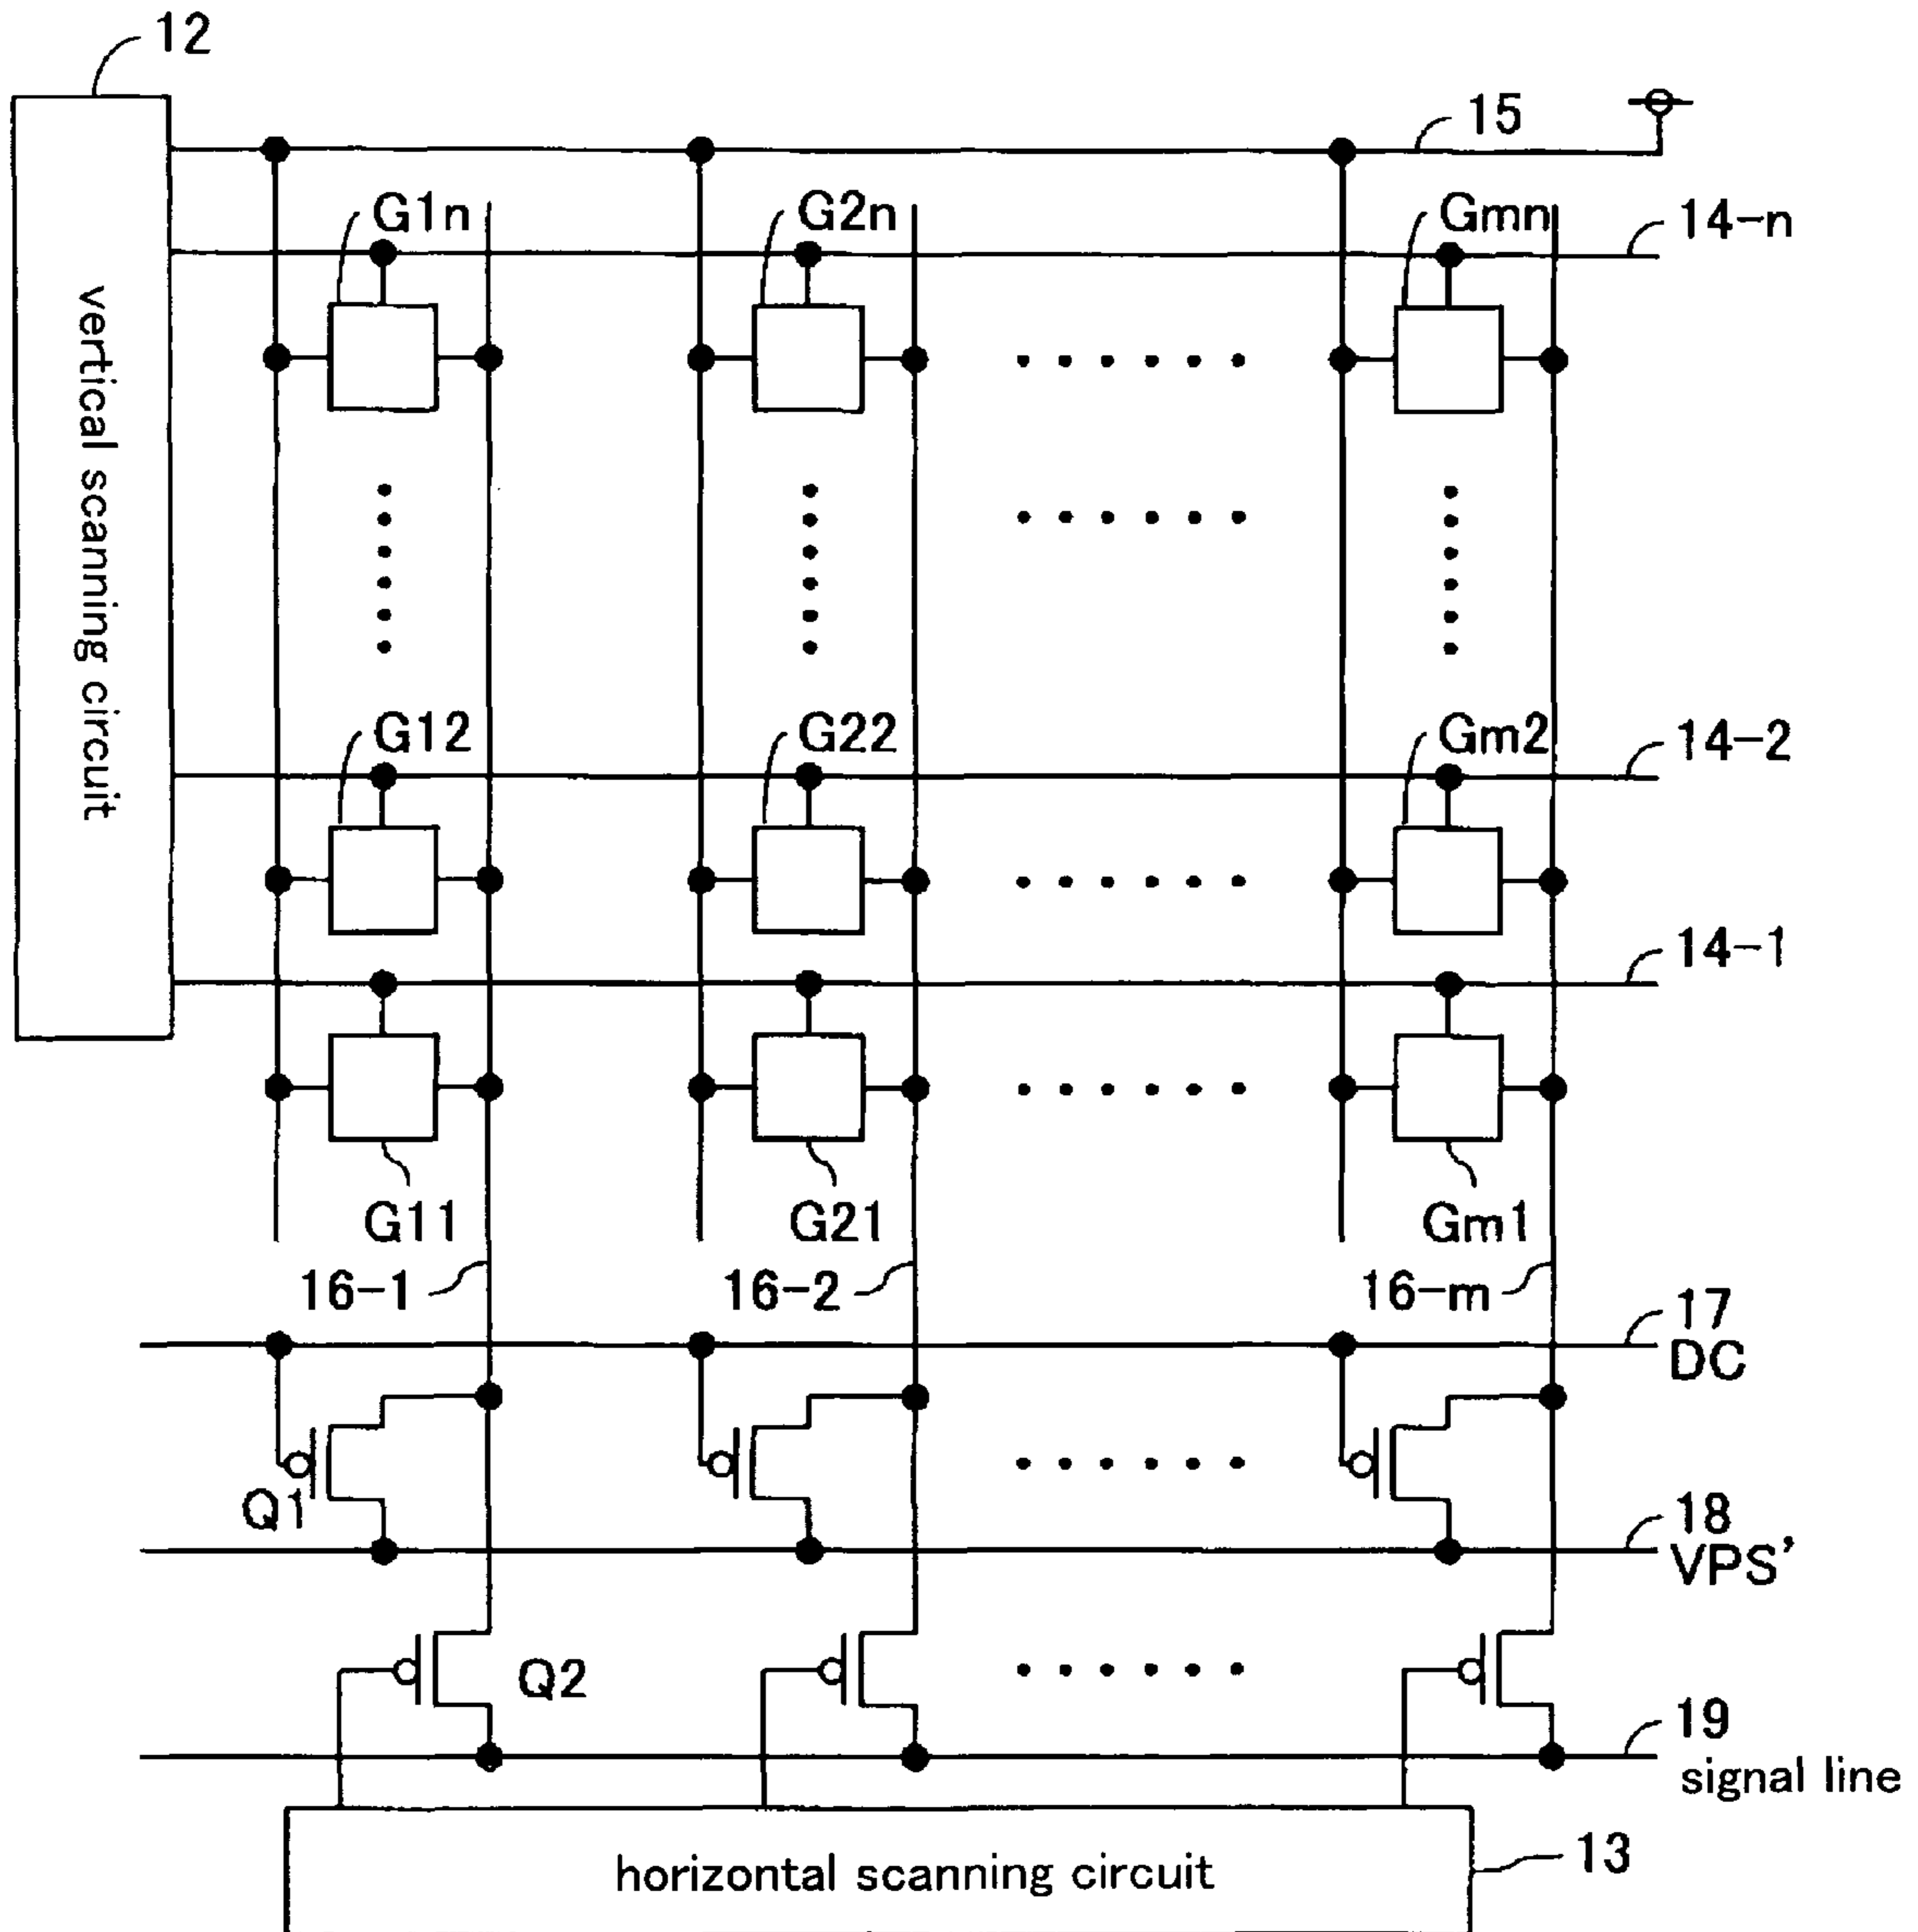 12
15
G1n
G2n
Gmn
14-n
vertical scanning circuit
G12
G22
Gm2
14-2
14-1
G11
G21
Gm1
16-1
16-2
16-m
17
DC
Q1
18
VPS'
Q2
19
signal line
horizontal scanning circuit
13